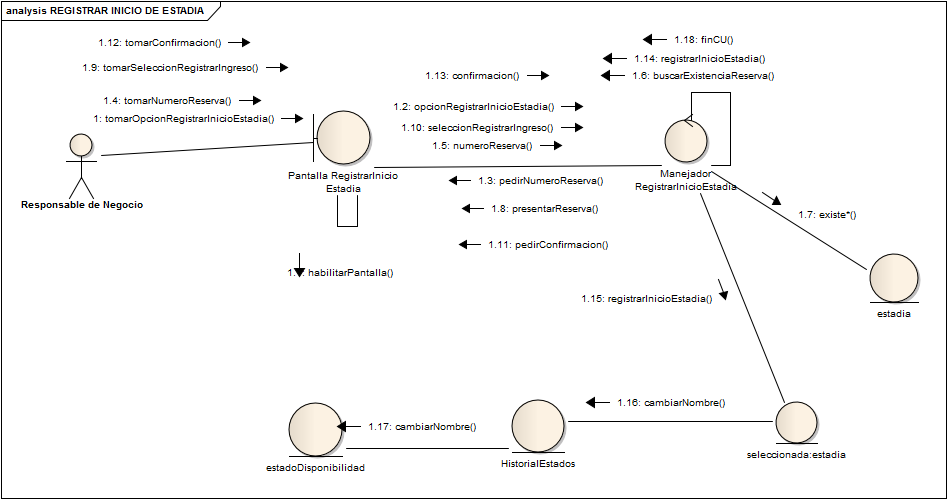 analysis REGISTRAR INICIO DE ESTADIA
1.12: tomarConfirmacion()
1.18: finCU()
1.14: registrarInicioEstadia()
1.9: tomarSeleccionRegistrarIngreso()
1.13: confirmacion()
1.6: buscarExistenciaReserva()
1.4: tomarNumeroReserva()
1.2: opcionRegistrarInicioEstadia()
1: tomarOpcionRegistrarInicioEstadia()
1.10: seleccionRegistrarIngreso()
1.5: numeroReserva()
Pantalla RegistrarInicio
Estadia
Manejador
RegistrarInicioEstadia
1.3: pedirNumeroReserva()
Responsable de Negocio
1.8: presentarReserva()
1.7: existe*()
1.11: pedirConfirmacion()
habilitarPantalla()
1.15: registrarInicioEstadia()
estadia
1.16: cambiarNombre()
1.17: cambiarNombre()
seleccionada:estadia
HistorialEstados
estadoDisponibilidad